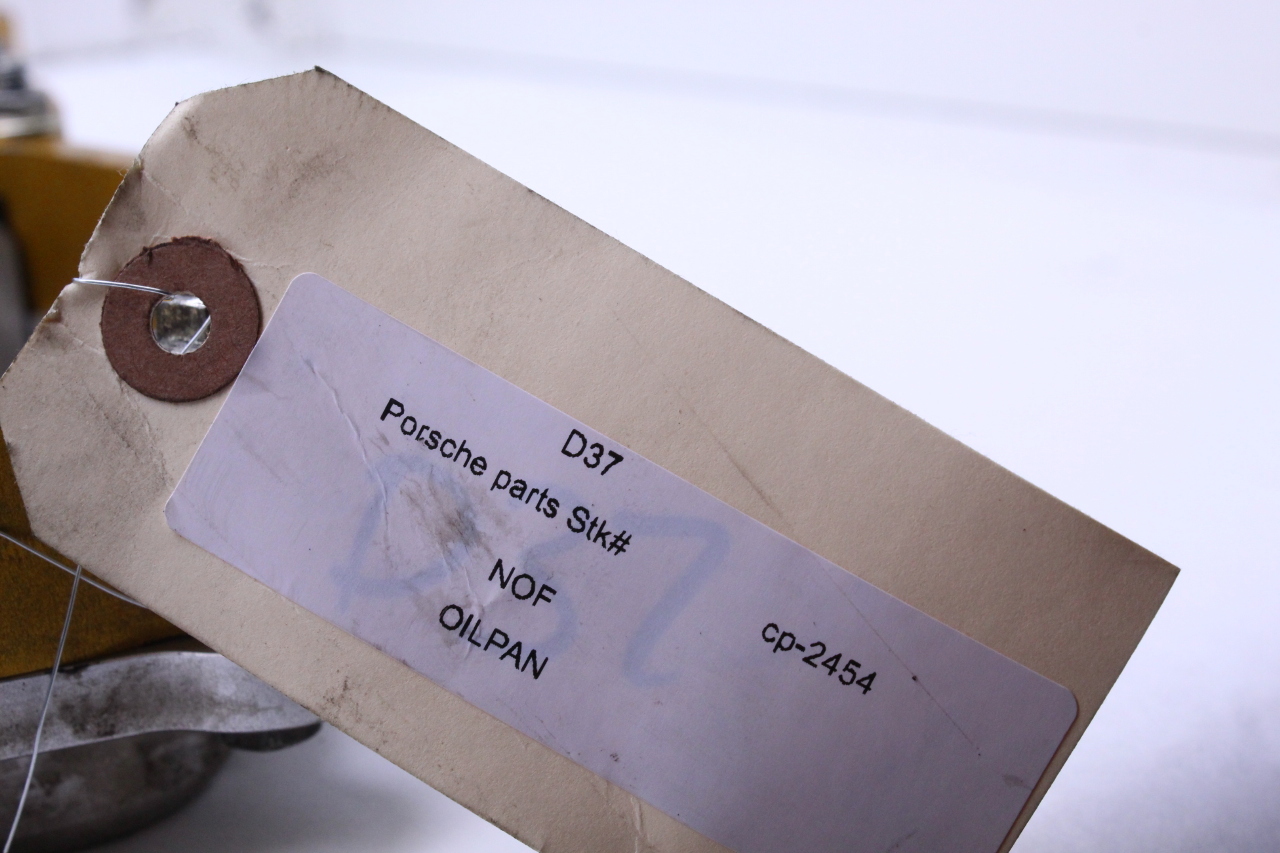 D37
Porsche parts Stk#
NOF
cp-2454
OILPAN
D37